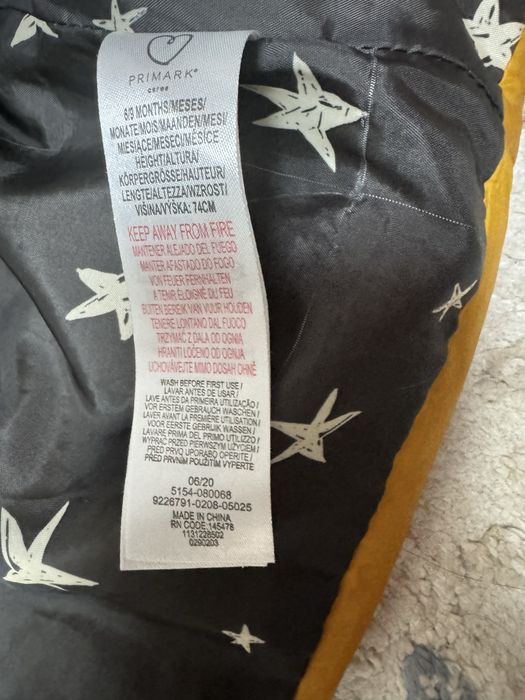 PRIMARK®
cares
6/9 MONTHS/MESES/
MONATE/MOIS/MAANDEN/MESI/
MIESIĄCE/MESEC/MĚSÍCE
HEIGHT/ALTURA/
KÖRPERGRÖSSE/HAUTEUR/
LENGTE/ALTEZZA/WZROST/
VIŠINA/VÝŠKA: 74CM
KEEP AWAY FROM FIRE
MANTENER ALEJADO DEL FUEGO
MANTER AFASTADO DO FOGO
VON FEUER FERNHALTEN
A TENIR ÉLOIGNÉ DU FEU
BUITEN BEREIK VAN VUUR HOUDEN
TENERE LONTANO DAL FUOCO
TRZYMAĆ Z DALA OD OGNIA
HRANITI LOČENO OD OGNJA
UCHOVÁVEJTE MIMO DOSAH OHNĚ
WASH BEFORE FIRST USE /
LAVAR ANTES DE USAR/
LAVE ANTES DA PRIMEIRA UTILIZAÇÃO/
VOR ERSTEM GEBRAUCH WASCHEN/
LAVER AVANT LA PREMIÈRE UTILISATION/
VOOR EERSTE GEBRUIK WASSEN/
LAVARE PRIMA DEL PRIMO UTILIZZO/
WYPRAĆ PRZED PIERWSZYM UŻYCIEM/
PRED PRVO UPORABO OPERITE/
PŘED PRVNÍM POUŽITÍM VYPERTE
06/20
5154-080068
9226791-0208-05025
MADE IN CHINA
RN CODE:145478
1131228502
0290203